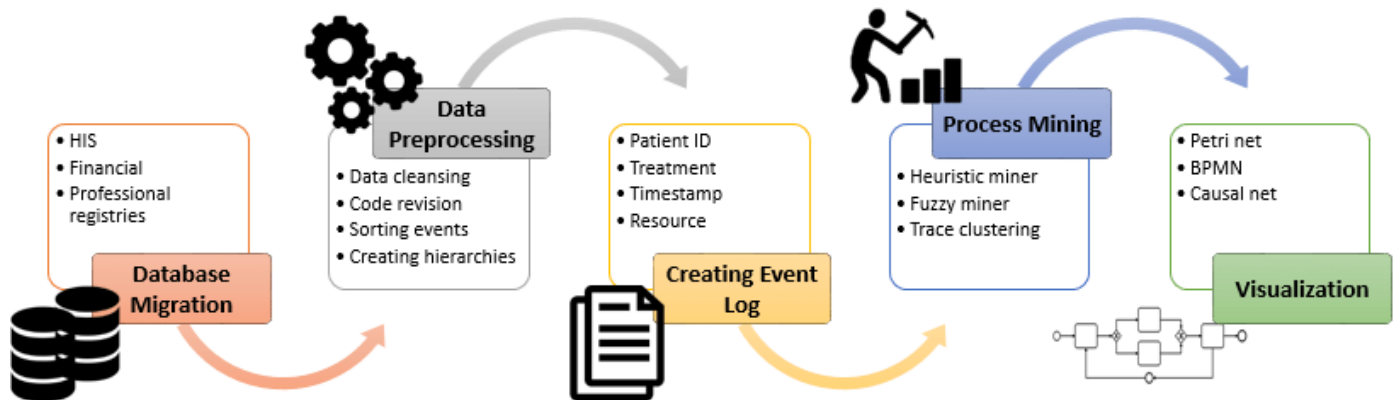 • HIS
• Financial
• Professional
registries
Database
Migration
Data
Preprocessing
• Data cleansing
• Code revision
• Sorting events
• Creating hierarchies
• Patient ID
• Treatment
• Timestamp
• Resource
Creating Event
Log
Process Mining
• Heuristic miner
• Fuzzy miner
• Trace clustering
• Petri net
• BPMN
• Causal net
Visualization